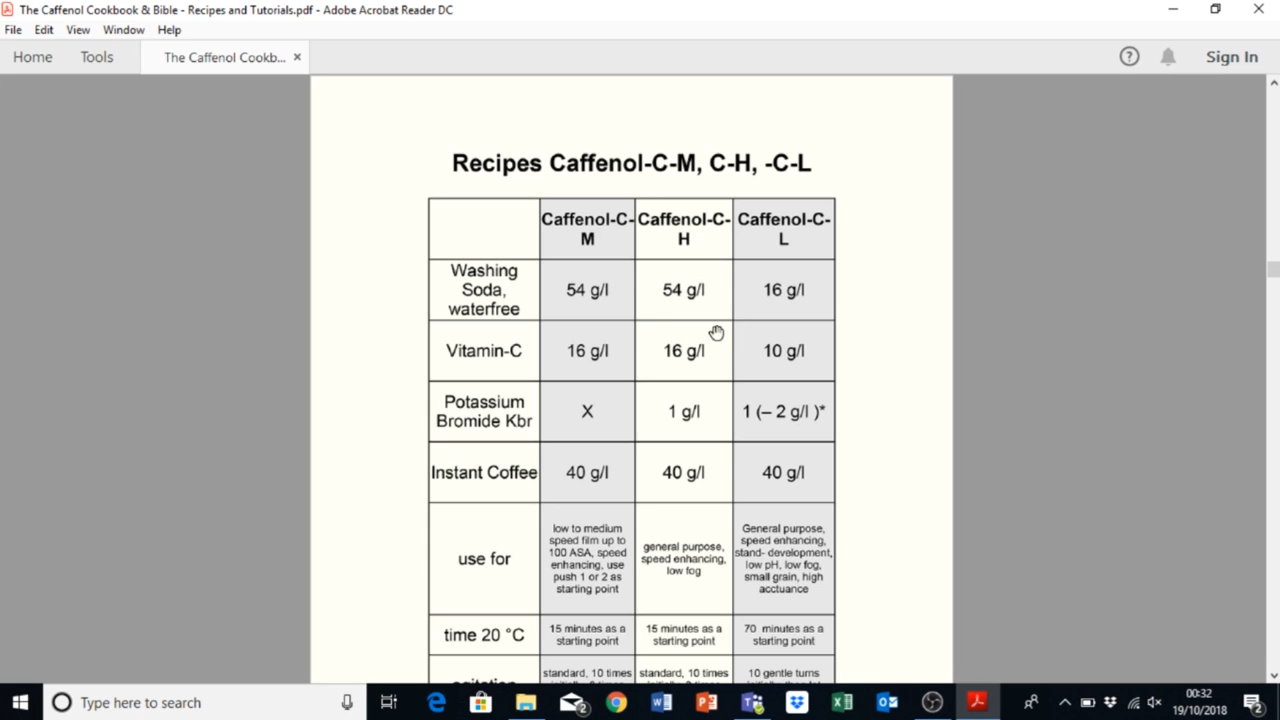 The Caffenol Cookbook & Bible - Recipes and Tutorials.pdf - Adobe Acrobat Reader DC
File Edit View Window Help
Home Tools The Caffenol Cookb... × Sign In
Recipes Caffenol-C-M, C-H, -C-L
Caffenol-C-
M
Caffenol-C-
H
Caffenol-C-
L
Washing
Soda,
waterfree
54 g/l
54 g/l
16 g/l
Vitamin-C
16 g/l
16 g/l
10 g/l
Potassium
Bromide Kbr
X
1 g/l
1 (– 2 g/l )*
Instant Coffee
40 g/l
40 g/l
40 g/l
use for
low to medium
speed film up to
100 ASA, speed
enhancing, use
push 1 or 2 as
starting point
general purpose,
speed enhancing,
low fog
General purpose,
speed enhancing,
stand- development,
low pH, low fog,
small grain, high
acctuance
time 20 °C
15 minutes as a
starting point
15 minutes as a
starting point
70 minutes as a
starting point
standard, 10 times
standard, 10 times
10 gentle turns
Type here to search
00:32
19/10/2018